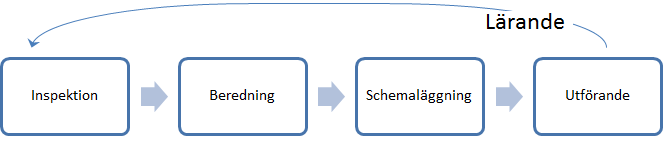 Lärande
Inspektion
Beredning
Schemaläggning
Utförande